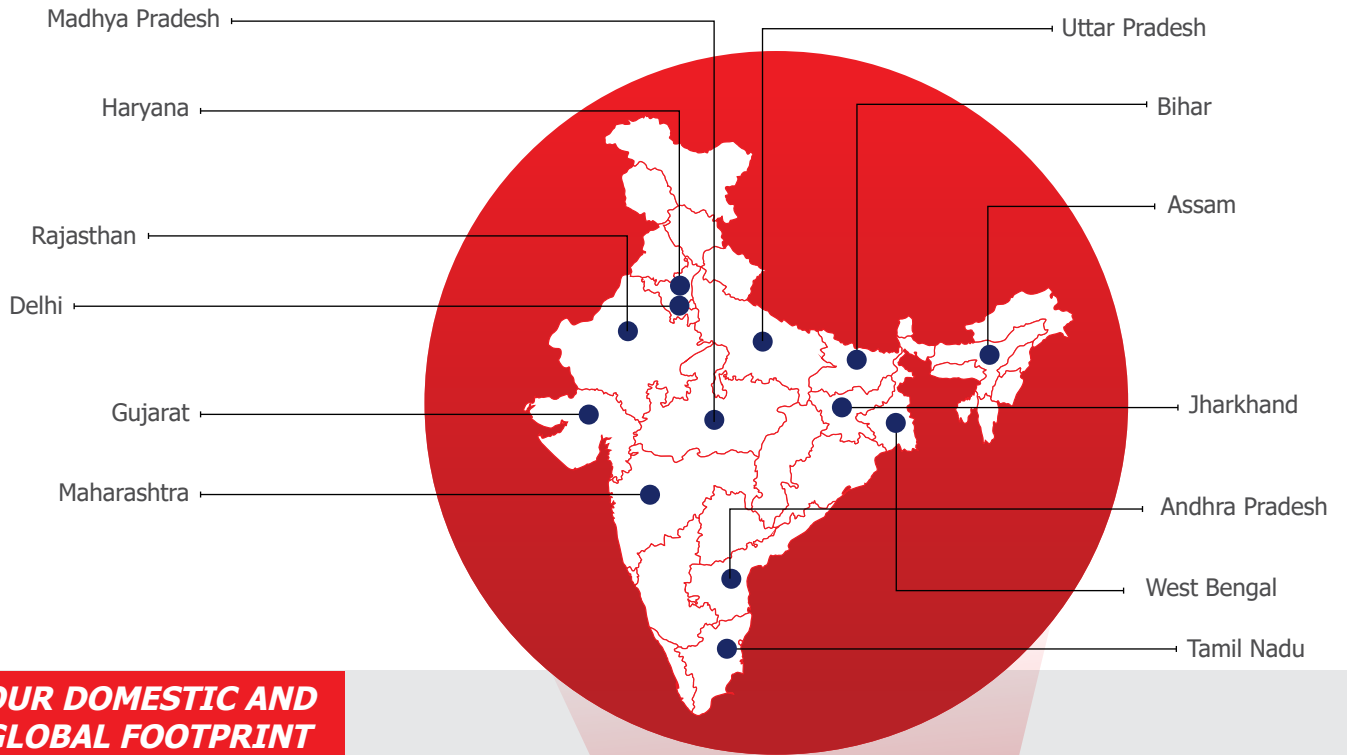 Madhya Pradesh
Uttar Pradesh
Haryana
Bihar
Assam
Rajasthan
Delhi
Gujarat
Jharkhand
Maharashtra
Andhra Pradesh
West Bengal
Tamil Nadu
OUR DOMESTIC AND
GLOBAL FOOTPRINT